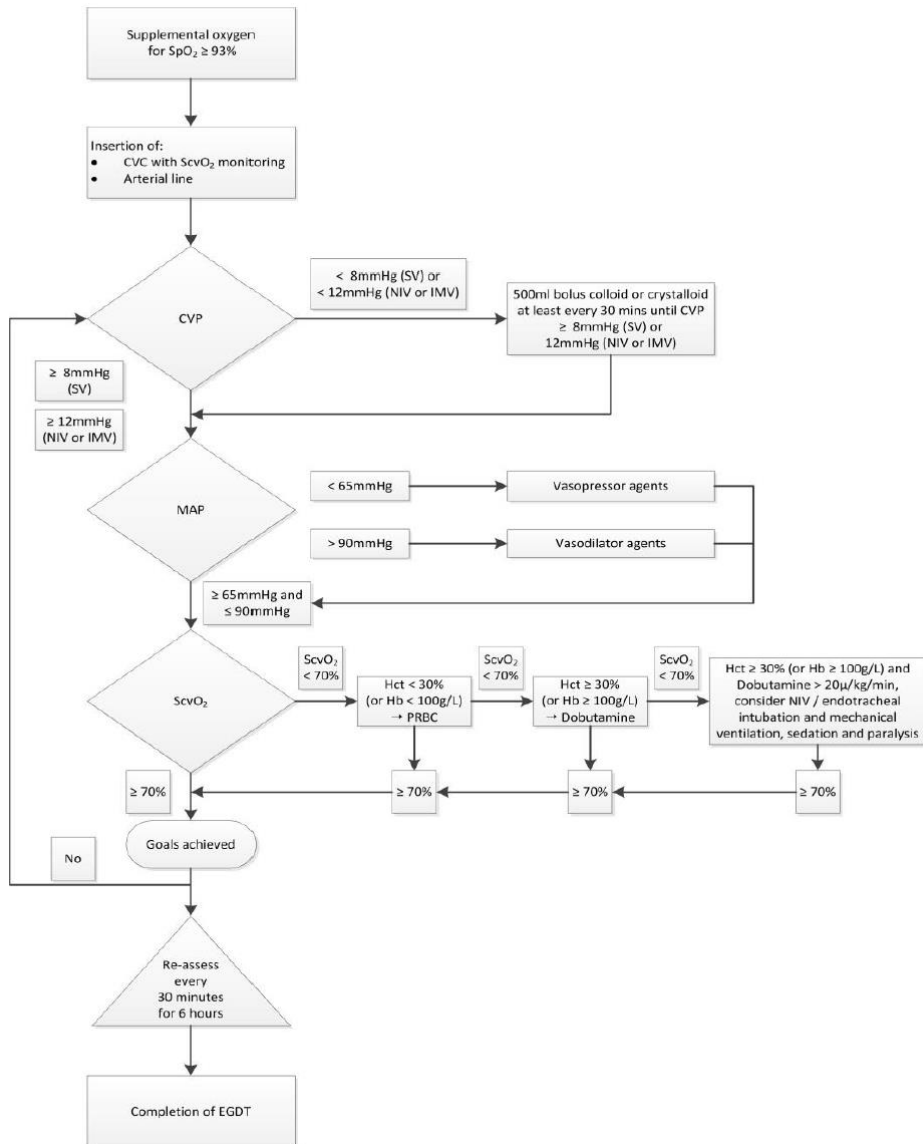 Supplemental oxygen
for SpO₂ ≥ 93%
Insertion of:
• CVC with ScvO₂ monitoring
• Arterial line
CVP
< 8mmHg (SV) or
< 12mmHg (NIV or IMV)
500ml bolus colloid or crystalloid
at least every 30 mins until CVP
≥ 8mmHg (SV) or
12mmHg (NIV or IMV)
≥ 8mmHg
(SV)
≥ 12mmHg
(NIV or IMV)
MAP
< 65mmHg
Vasopressor agents
> 90mmHg
Vasodilator agents
≥ 65mmHg and
≤ 90mmHg
ScvO₂
ScvO₂
< 70%
Hct < 30%
(or Hb < 100g/L)
→ PRBC
ScvO₂
< 70%
Hct ≥ 30%
(or Hb ≥ 100g/L)
→ Dobutamine
ScvO₂
< 70%
Hct ≥ 30% (or Hb ≥ 100g/L) and
Dobutamine > 20µ/kg/min,
consider NIV / endotracheal
intubation and mechanical
ventilation, sedation and paralysis
≥ 70%
≥ 70%
≥ 70%
≥ 70%
Goals achieved
No
Re-assess
every
30 minutes
for 6 hours
Completion of EGDT